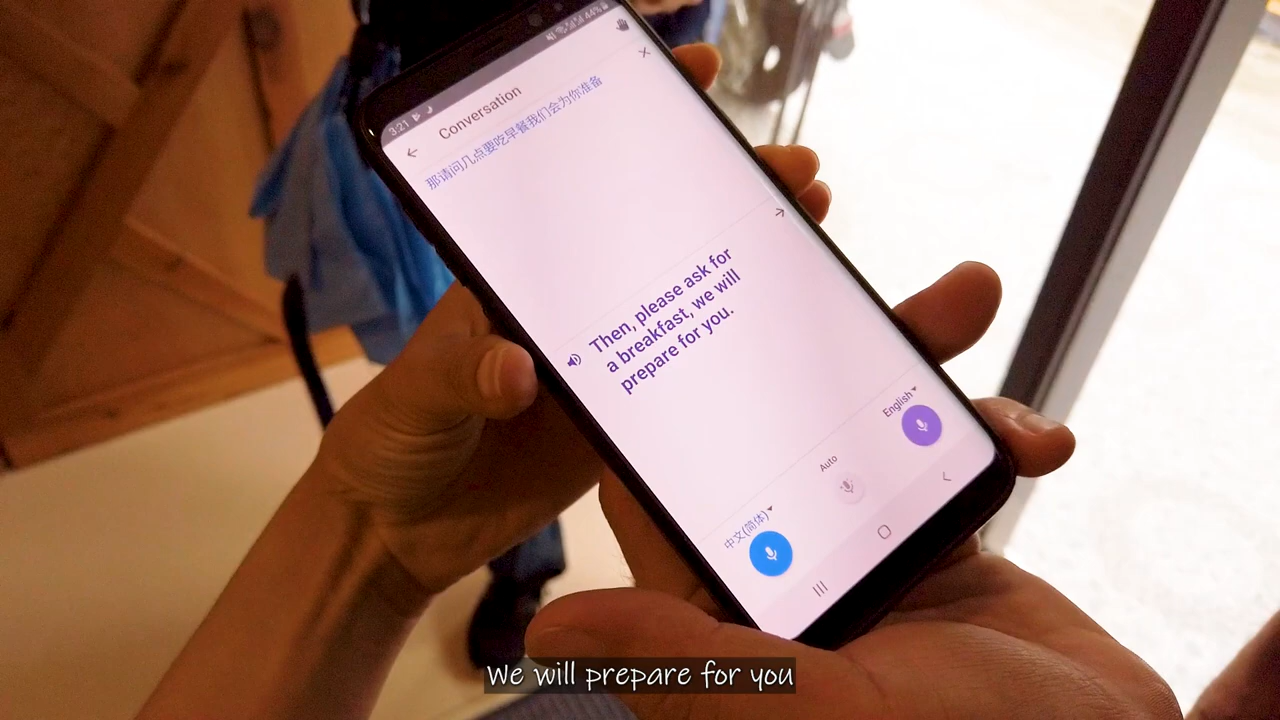 3:21
44%
Conversation
那请问几点要吃早餐我们会为你准备
Then, please ask for
a breakfast, we will
prepare for you.
English
Auto
中文(简体)
We will prepare for you